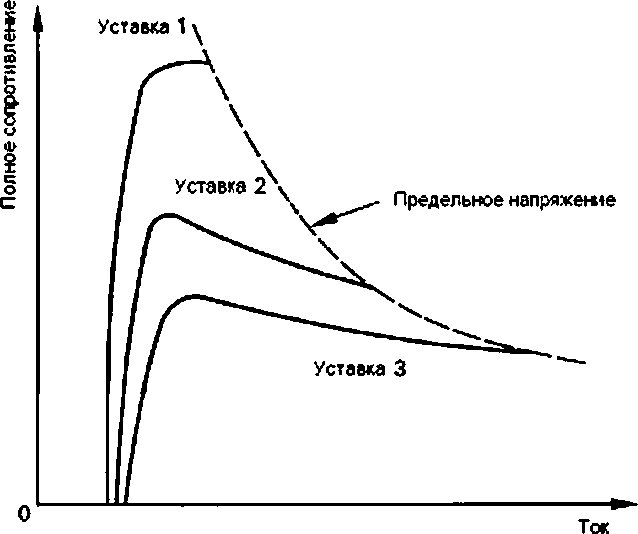 Уставка 1
Полное сопротивление
Уставка 2
Предельное напряжение
Уставка 3
0
Ток